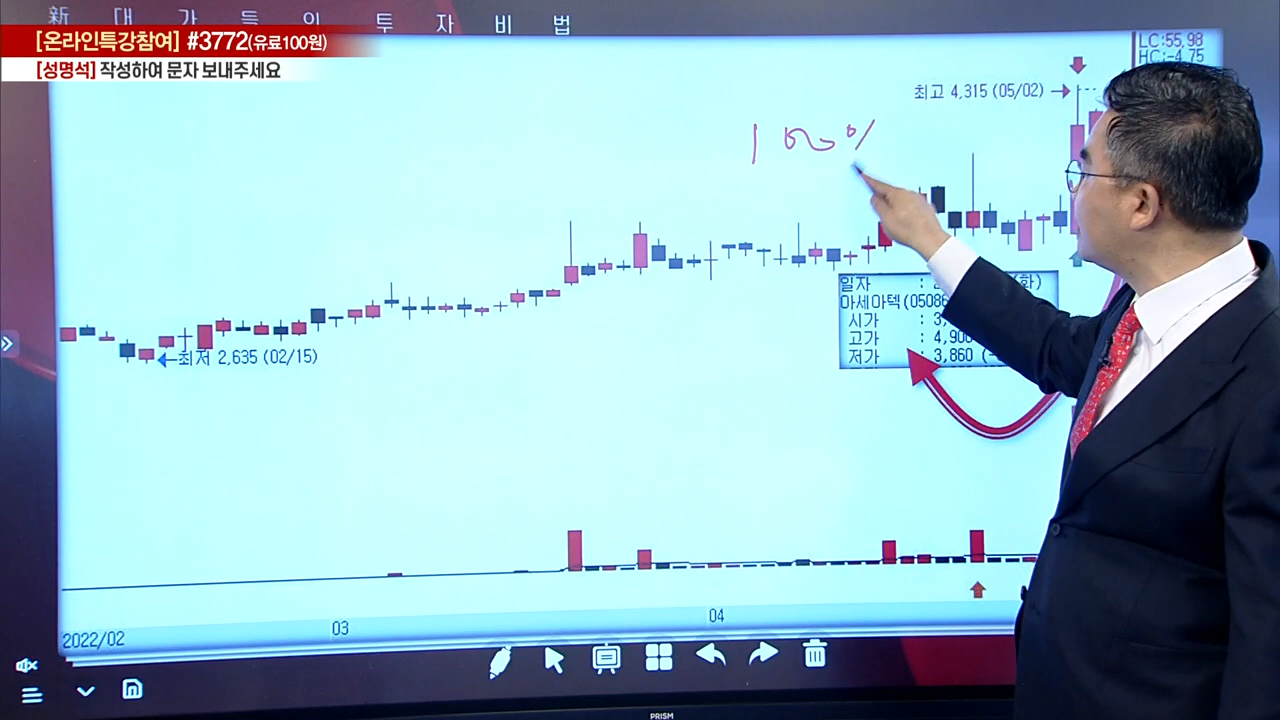 新 대 가 들 의 투 자 비 법
[온라인특강참여] #3772(유료100원)
[성명석] 작성하여 문자 보내주세요
LC:55.98
HC:-4.75
최고 4,315 (05/02)
100%
일자 : (화)
마세아텍(05086
시가 : 3,
고가 : 4,900
저가 : 3,860 (-
최저 2,635 (02/15)
2022/02
03
04
PRISM